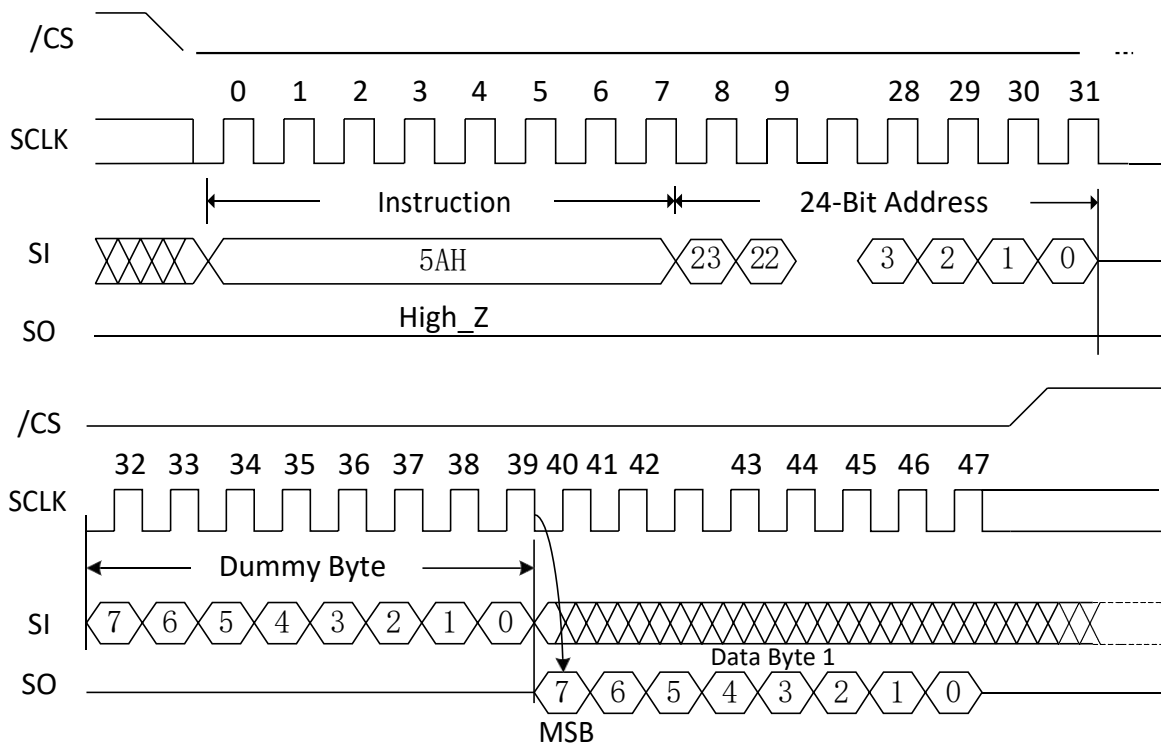 /CS
0 1 2 3 4 5 6 7 8 9 28 29 30 31
SCLK
Instruction 24-Bit Address
SI 5AH 23 22 3 2 1 0
High_Z
SO
/CS
32 33 34 35 36 37 38 39 40 41 42 43 44 45 46 47
SCLK
Dummy Byte
SI 7 6 5 4 3 2 1 0
Data Byte 1
SO 7 6 5 4 3 2 1 0
MSB